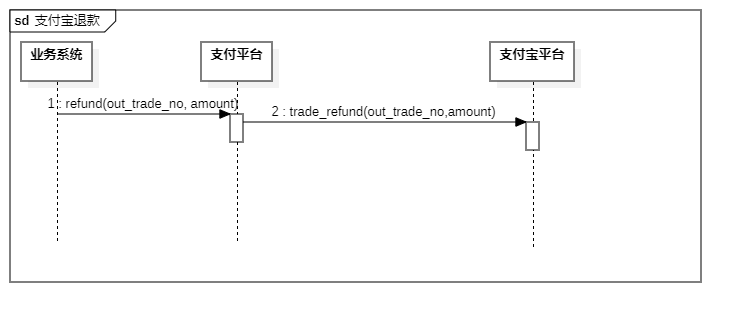 sd 支付宝退款
业务系统
支付平台
支付宝平台
1 : refund(out_trade_no, amount)
2 : trade_refund(out_trade_no,amount)